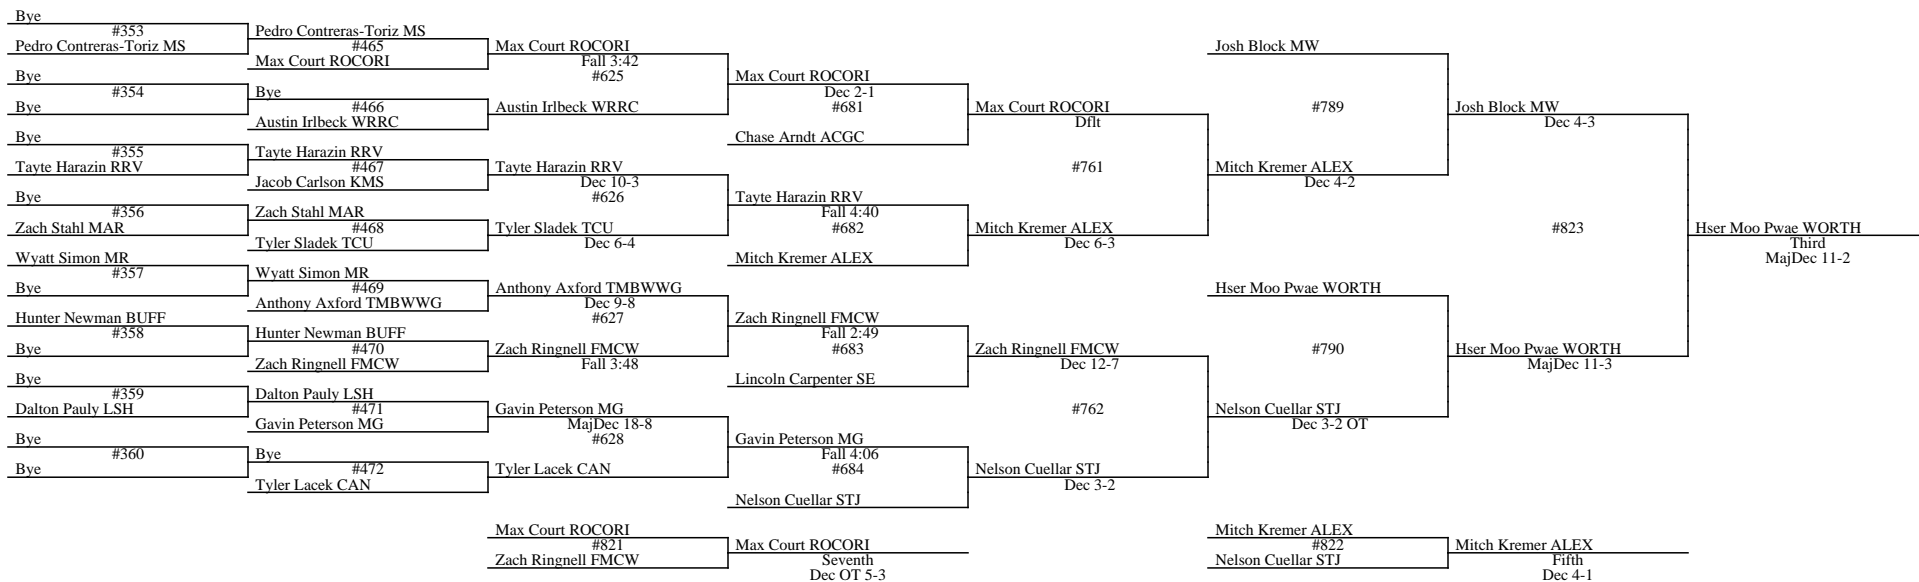 Bye
#353
Pedro Contreras-Toriz MS
Bye
#354
Bye
Bye
#355
Tayte Harazin RRV
Bye
#356
Zach Stahl MAR
Wyatt Simon MR
#357
Bye
Hunter Newman BUFF
#358
Bye
Bye
#359
Dalton Pauly LSH
Bye
#360
Bye
Pedro Contreras-Toriz MS
#465
Max Court ROCORI
Bye
#466
Austin Irlbeck WRRC
Tayte Harazin RRV
#467
Jacob Carlson KMS
Zach Stahl MAR
#468
Tyler Sladek TCU
Wyatt Simon MR
#469
Anthony Axford TMBWWG
Hunter Newman BUFF
#470
Zach Ringnell FMCW
Dalton Pauly LSH
#471
Gavin Peterson MG
Bye
#472
Tyler Lacek CAN
Max Court ROCORI
Fall 3:42
#625
Austin Irlbeck WRRC
Tayte Harazin RRV
Dec 10-3
#626
Tyler Sladek TCU
Dec 6-4
Anthony Axford TMBWWG
Dec 9-8
#627
Zach Ringnell FMCW
Fall 3:48
Gavin Peterson MG
MajDec 18-8
#628
Tyler Lacek CAN
Max Court ROCORI
Dec 2-1
#681
Chase Arndt ACGC
Tayte Harazin RRV
Fall 4:40
#682
Mitch Kremer ALEX
Zach Ringnell FMCW
Fall 2:49
#683
Lincoln Carpenter SE
Gavin Peterson MG
Fall 4:06
#684
Nelson Cuellar STJ
Max Court ROCORI
Dflt
#761
Mitch Kremer ALEX
Dec 6-3
Zach Ringnell FMCW
Dec 12-7
#762
Nelson Cuellar STJ
Dec 3-2
Josh Block MW
#789
Mitch Kremer ALEX
Dec 4-2
Hser Moo Pwae WORTH
#790
Nelson Cuellar STJ
Dec 3-2 OT
Josh Block MW
Dec 4-3
#823
Hser Moo Pwae WORTH
MajDec 11-3
Hser Moo Pwae WORTH
Third
MajDec 11-2
Max Court ROCORI
#821
Zach Ringnell FMCW
Max Court ROCORI
Seventh
Dec OT 5-3
Mitch Kremer ALEX
#822
Nelson Cuellar STJ
Mitch Kremer ALEX
Fifth
Dec 4-1